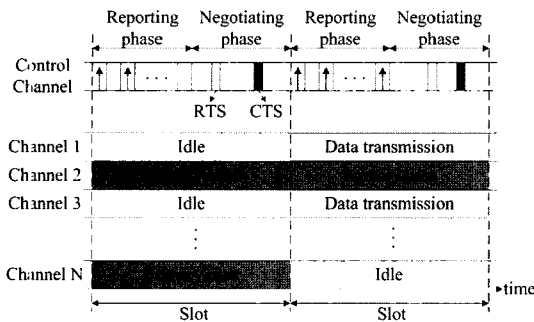 Reporting phase Negotiating phase Reporting phase Negotiating phase
Control Channel
...
...
RTS CTS
Channel 1 Idle Data transmission
Channel 2
Channel 3 Idle Data transmission
Channel N Idle
time
Slot Slot